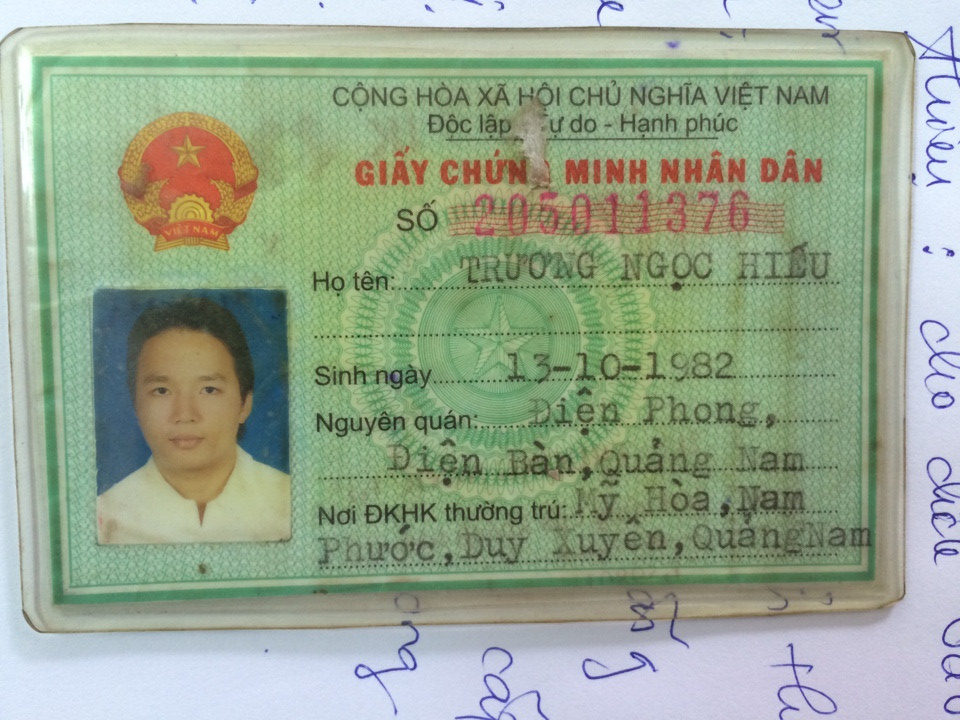 CỘNG HÒA XÃ HỘI CHỦ NGHĨA VIỆT NAM
Độc lập Tự do - Hạnh phúc
GIẤY CHỨNG MINH NHÂN DÂN
SỐ 205011376
VIỆT NAM
Họ tên: TRƯƠNG NGỌC HIẾU
Sinh ngày 13-10-1982
Nguyên quán: Điện Phong,
Điện Bàn, Quảng Nam
Nơi ĐKHK thường trú: Mỹ Hòa, Nam
Phước, Duy Xuyên, QuảngNam
cho